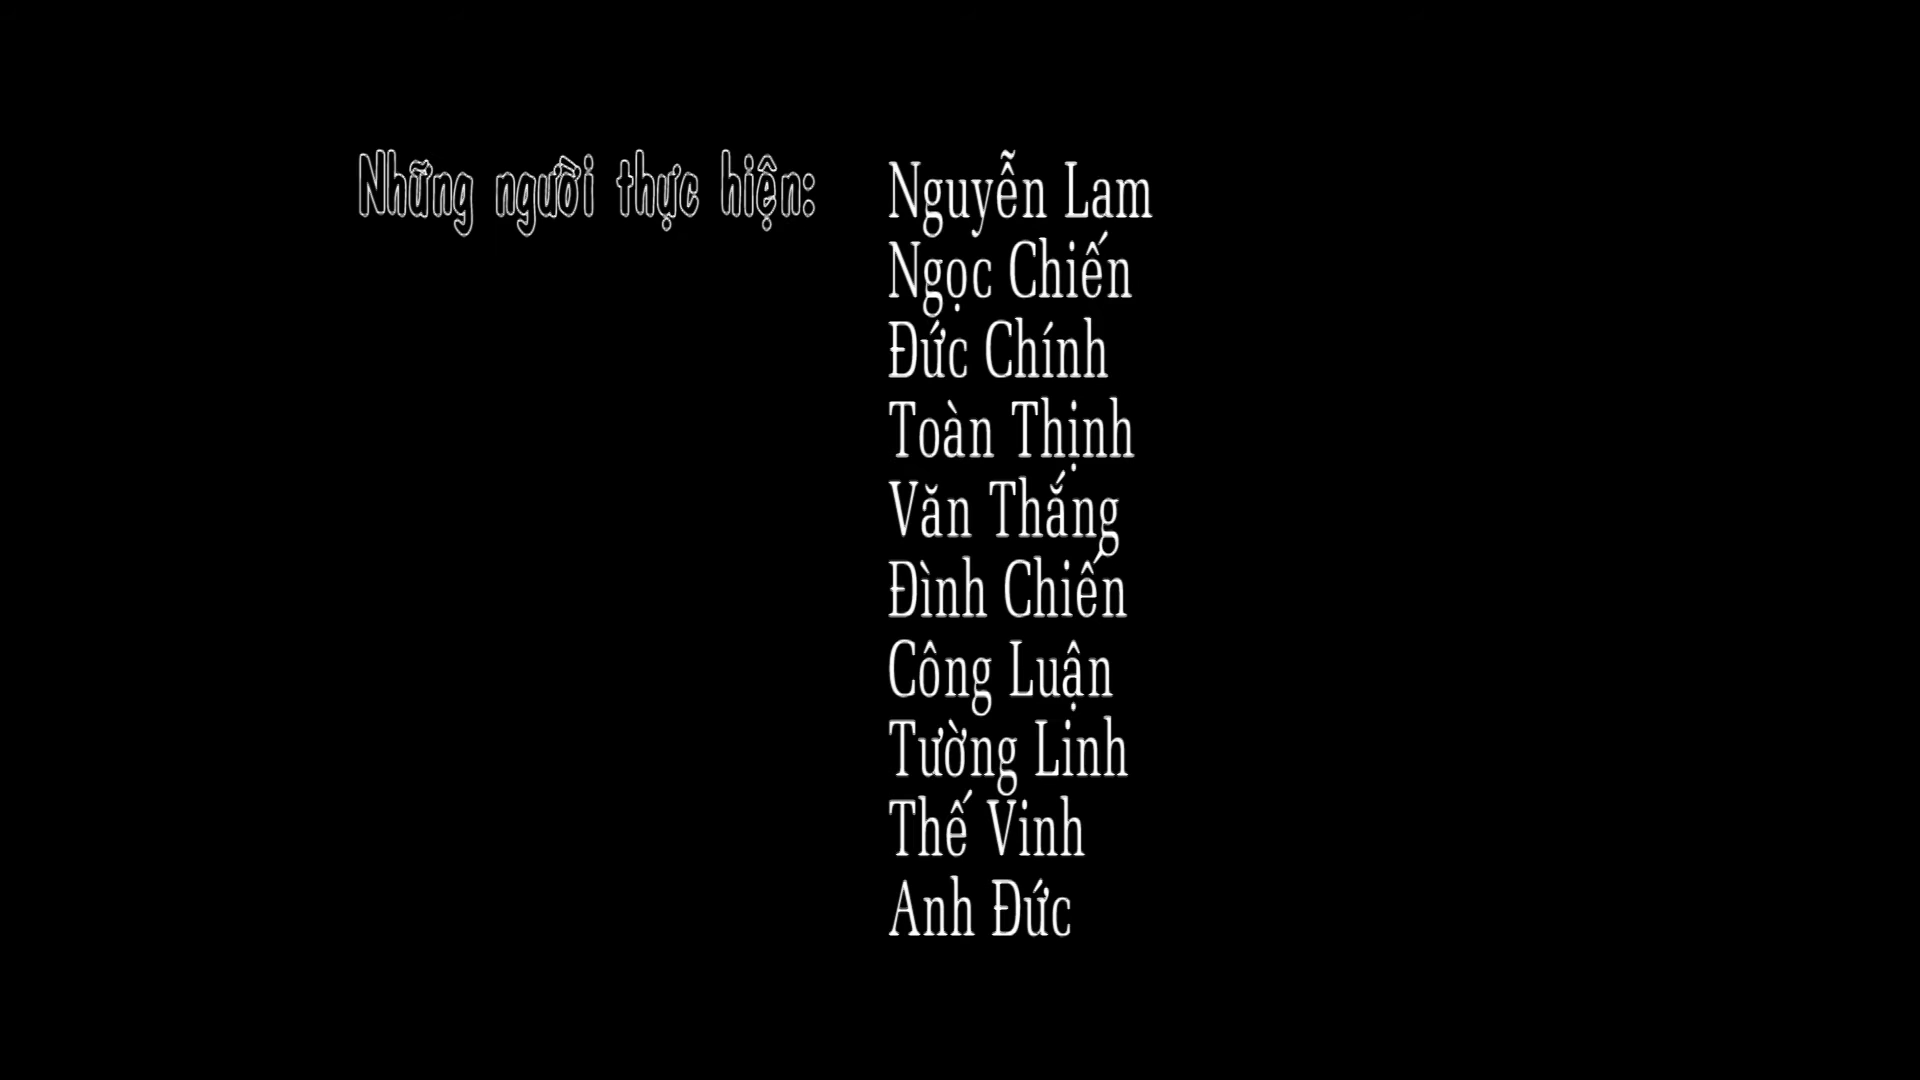 Những người thực hiện: Nguyễn Lam
Ngọc Chiến
Đức Chính
Toàn Thịnh
Văn Thắng
Đình Chiến
Công Luận
Tường Linh
Thế Vinh
Anh Đức